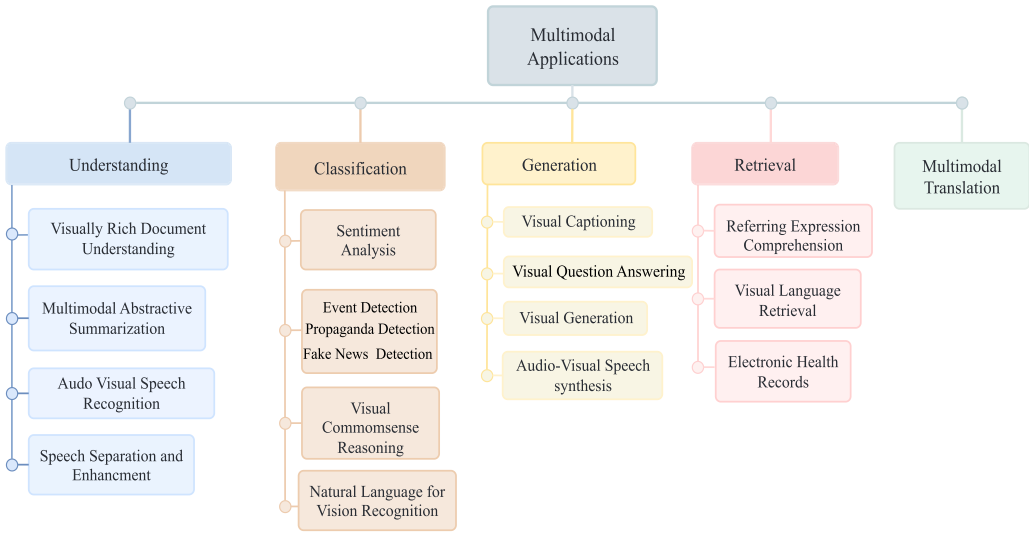 Multimodal
Applications
Understanding
Visually Rich Document
Understanding
Multimodal Abstractive
Summarization
Audo Visual Speech
Recognition
Speech Separation and
Enhancment
Classification
Sentiment
Analysis
Event Detection
Propaganda Detection
Fake News Detection
Visual
Commomsense
Reasoning
Natural Language for
Vision Recognition
Generation
Visual Captioning
Visual Question Answering
Visual Generation
Audio-Visual Speech
synthesis
Retrieval
Referring Expression
Comprehension
Visual Language
Retrieval
Electronic Health
Records
Multimodal
Translation